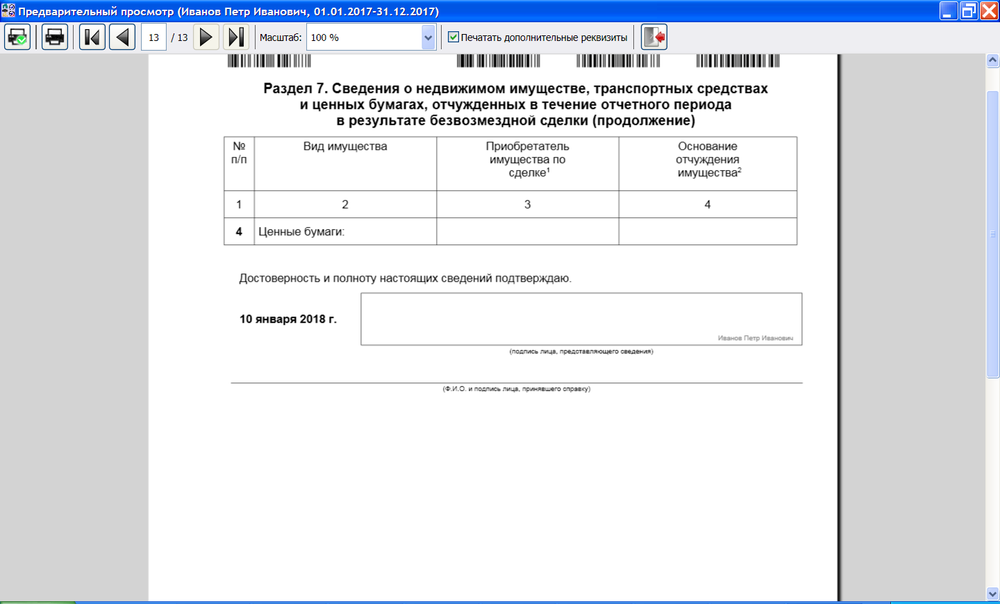 Предварительный просмотр (Иванов Петр Иванович, 01.01.2017-31.12.2017)
13 / 13 Масштаб: 100 % Печатать дополнительные реквизиты
Раздел 7. Сведения о недвижимом имуществе, транспортных средствах
и ценных бумагах, отчужденных в течение отчетного периода
в результате безвозмездной сделки (продолжение)
№
п/п
Вид имущества
Приобретатель
имущества по
сделке¹
Основание
отчуждения
имущества²
1 2 3 4
4 Ценные бумаги:
Достоверность и полноту настоящих сведений подтверждаю.
10 января 2018 г.
Иванов Петр Иванович
(подпись лица, представляющего сведения)
(Ф.И.О. и подпись лица, принявшего справку)